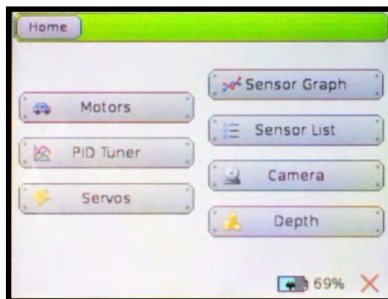 Home
Motors
PID Tuner
Servos
Sensor Graph
Sensor List
Camera
Depth
69%